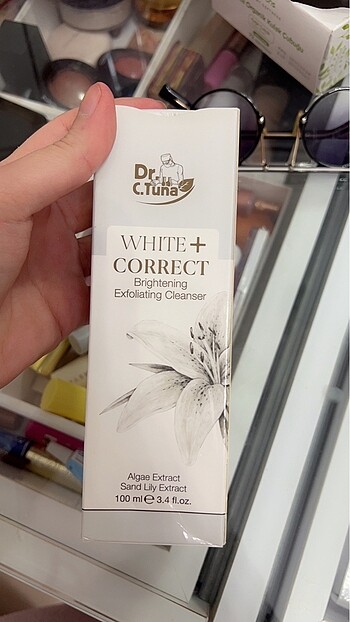 Dr.
C.Tuna
WHITE+
CORRECT
Brightening
Exfoliating Cleanser
Algae Extract
Sand Lily Extract
100 ml ℮ 3.4 fl.oz.